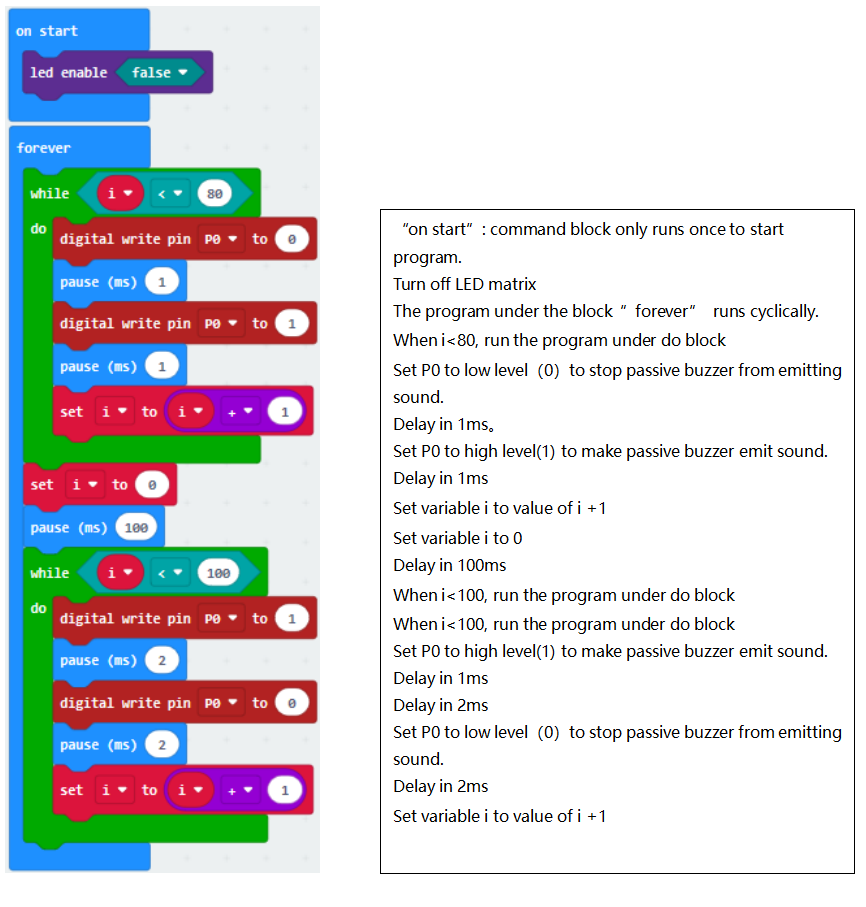 on start
led enable false
forever
while i < 80
do
digital write pin P0 to 0
pause (ms) 1
digital write pin P0 to 1
pause (ms) 1
set i to i + 1
set i to 0
pause (ms) 100
while i < 100
do
digital write pin P0 to 1
pause (ms) 2
digital write pin P0 to 0
pause (ms) 2
set i to i + 1
“on start”: command block only runs once to start
program.
Turn off LED matrix
The program under the block “forever” runs cyclically.
When i<80, run the program under do block
Set P0 to low level（0）to stop passive buzzer from emitting
sound.
Delay in 1ms。
Set P0 to high level(1) to make passive buzzer emit sound.
Delay in 1ms
Set variable i to value of i +1
Set variable i to 0
Delay in 100ms
When i<100, run the program under do block
When i<100, run the program under do block
Set P0 to high level(1) to make passive buzzer emit sound.
Delay in 1ms
Delay in 2ms
Set P0 to low level（0）to stop passive buzzer from emitting
sound.
Delay in 2ms
Set variable i to value of i +1